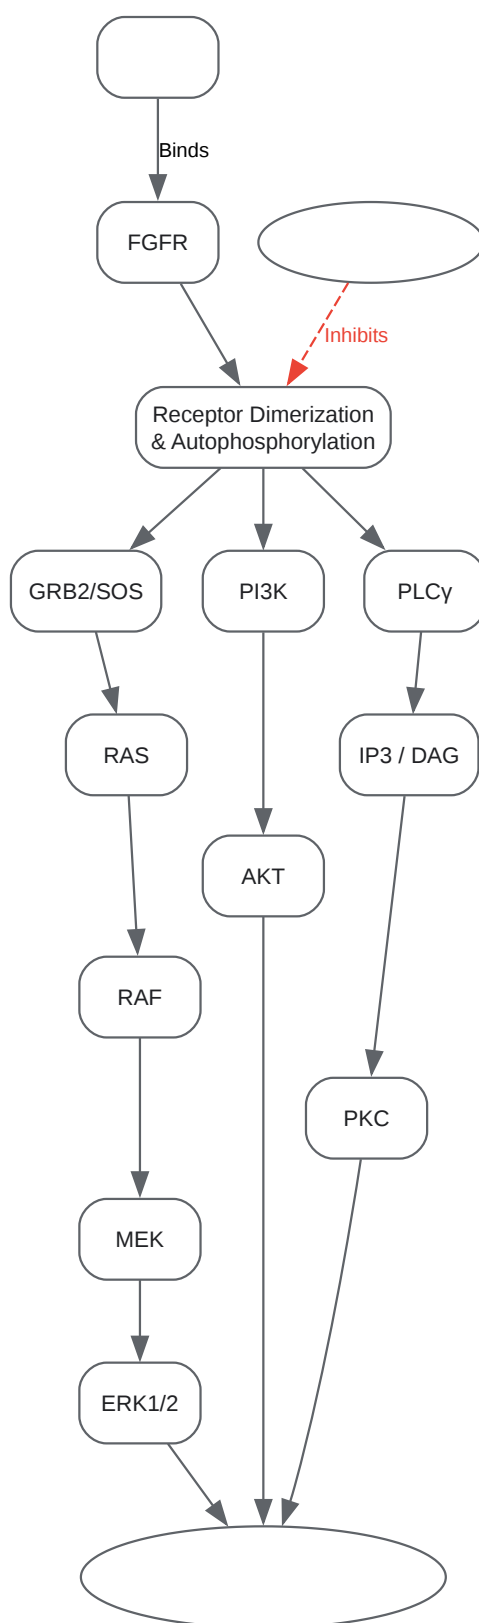 Binds
FGFR
Inhibits
Receptor Dimerization
& Autophosphorylation
GRB2/SOS
PI3K
PLCγ
RAS
IP3 / DAG
AKT
RAF
PKC
MEK
ERK1/2